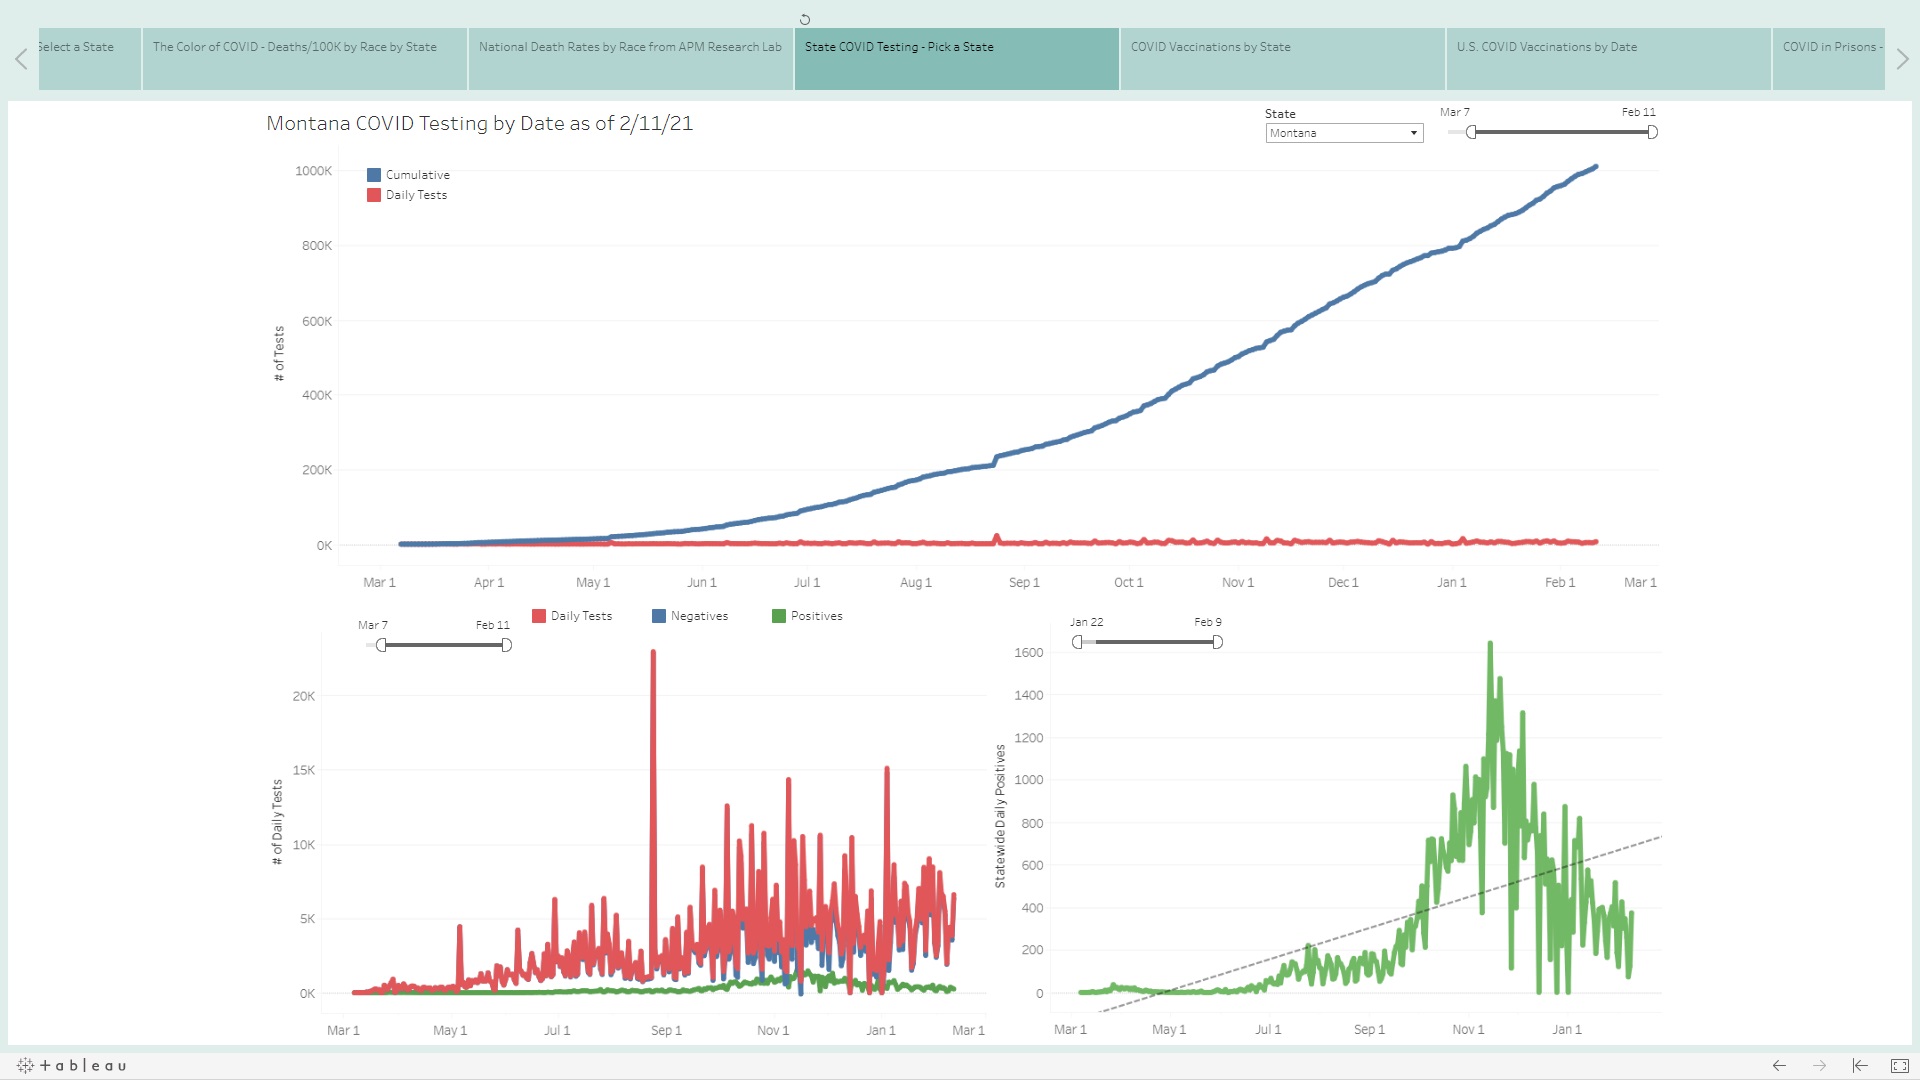 Select a State
The Color of COVID - Deaths/100K by Race by State
National Death Rates by Race from APM Research Lab
State COVID Testing - Pick a State
COVID Vaccinations by State
U.S. COVID Vaccinations by Date
COVID in Prisons -
Montana COVID Testing by Date as of 2/11/21
State
Montana
Mar 7
Feb 11
Cumulative
Daily Tests
# of Tests
1000K
800K
600K
400K
200K
0K
Mar 1
Apr 1
May 1
Jun 1
Jul 1
Aug 1
Sep 1
Oct 1
Nov 1
Dec 1
Jan 1
Feb 1
Mar 1
Mar 7
Feb 11
Daily Tests
Negatives
Positives
# of Daily Tests
20K
15K
10K
5K
0K
Mar 1
May 1
Jul 1
Sep 1
Nov 1
Jan 1
Mar 1
Jan 22
Feb 9
Statewide Daily Positives
1600
1400
1200
1000
800
600
400
200
0
Mar 1
May 1
Jul 1
Sep 1
Nov 1
Jan 1
+ a b l e a u